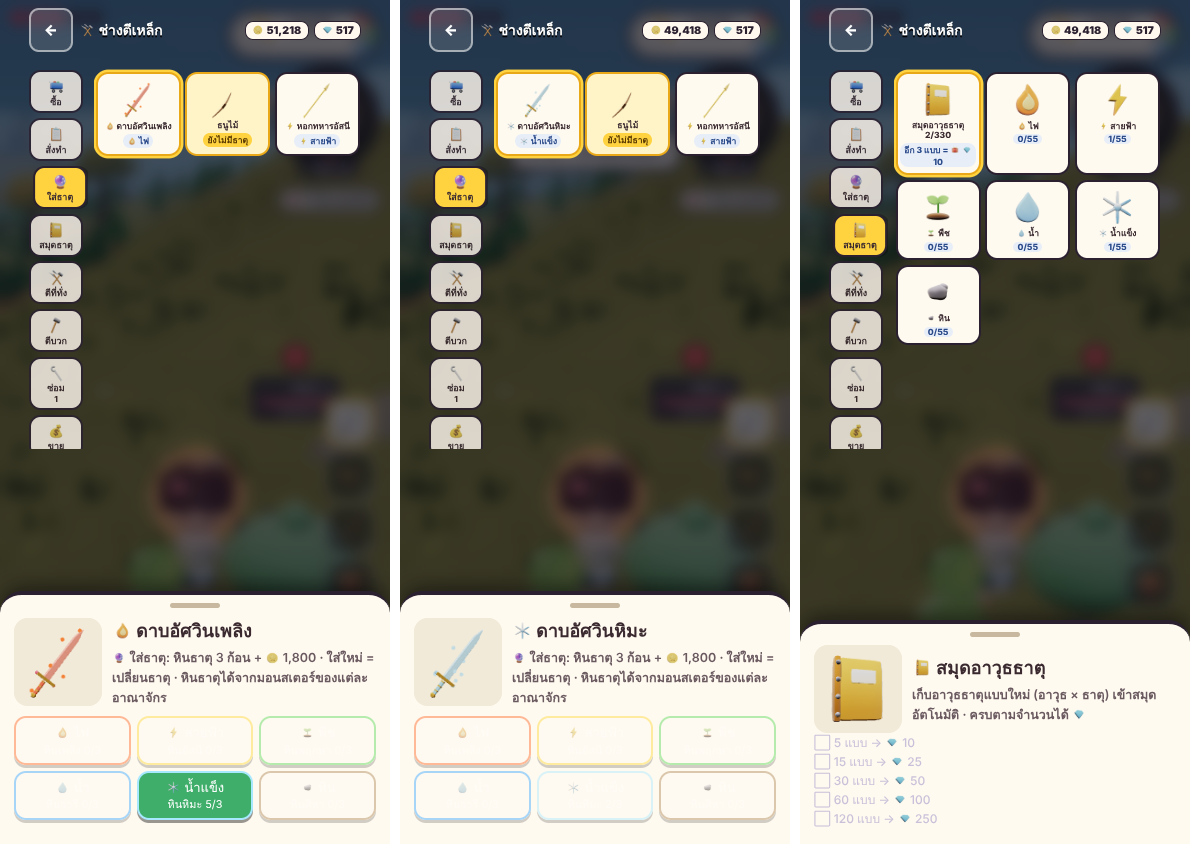 ช่างตีเหล็ก
51,218
517
ซื้อ
สั่งทำ
ใส่ธาตุ
สมุดธาตุ
ตีที่ทั่ง
ตีบวก
ซ่อม
1
ขาย
ดาบอัศวินเพลิง
ไฟ
ธนูไม้
ยังไม่มีธาตุ
หอกทหารอัสนี
สายฟ้า
ดาบอัศวินเพลิง
ใส่ธาตุ: หินธาตุ 3 ก้อน + 1,800 · ใส่ใหม่ =
เปลี่ยนธาตุ · หินธาตุได้จากมอนสเตอร์ของแต่ละ
อาณาจักร
น้ำแข็ง
หินหิมะ 5/3
ช่างตีเหล็ก
49,418
517
ซื้อ
สั่งทำ
ใส่ธาตุ
สมุดธาตุ
ตีที่ทั่ง
ตีบวก
ซ่อม
1
ขาย
ดาบอัศวินหิมะ
น้ำแข็ง
ธนูไม้
ยังไม่มีธาตุ
หอกทหารอัสนี
สายฟ้า
ดาบอัศวินหิมะ
ใส่ธาตุ: หินธาตุ 3 ก้อน + 1,800 · ใส่ใหม่ =
เปลี่ยนธาตุ · หินธาตุได้จากมอนสเตอร์ของแต่ละ
อาณาจักร
ช่างตีเหล็ก
49,418
517
ซื้อ
สั่งทำ
ใส่ธาตุ
สมุดธาตุ
ตีที่ทั่ง
ตีบวก
ซ่อม
1
ขาย
สมุดอาวุธธาตุ
2/330
อีก 3 แบบ =
10
ไฟ
0/55
สายฟ้า
1/55
พืช
0/55
น้ำ
0/55
น้ำแข็ง
1/55
หิน
0/55
สมุดอาวุธธาตุ
เก็บอาวุธธาตุแบบใหม่ (อาวุธ × ธาตุ) เข้าสมุด
อัตโนมัติ · ครบตามจำนวนได้
5 แบบ → 10
15 แบบ → 25
30 แบบ → 50
60 แบบ → 100
120 แบบ → 250